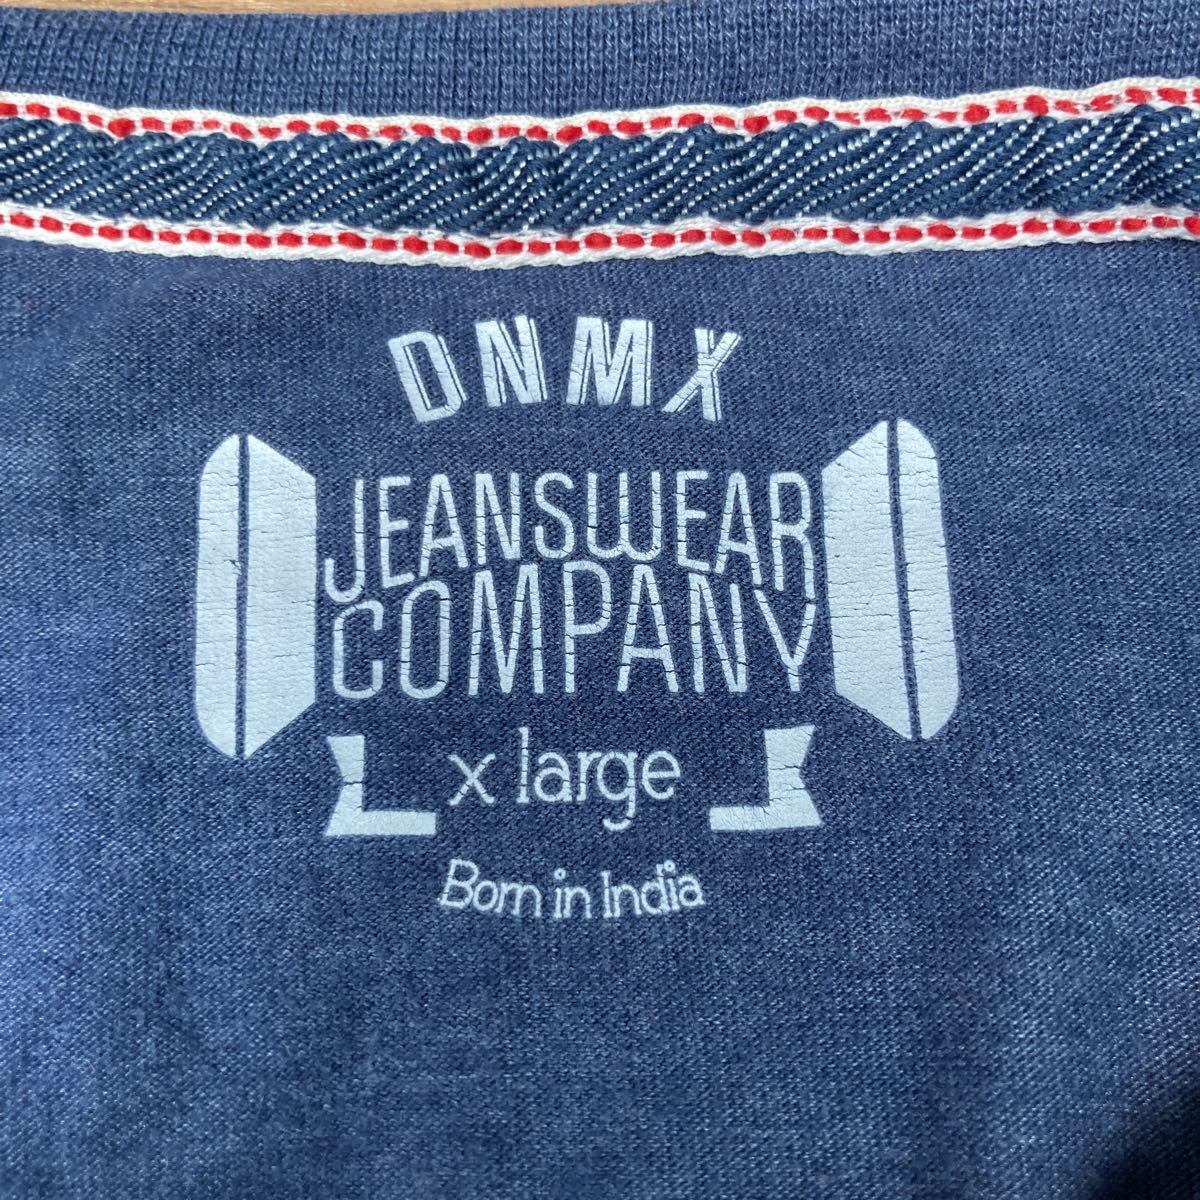 DNMX
JEANSWEAR
COMPANY
x large
Born in India